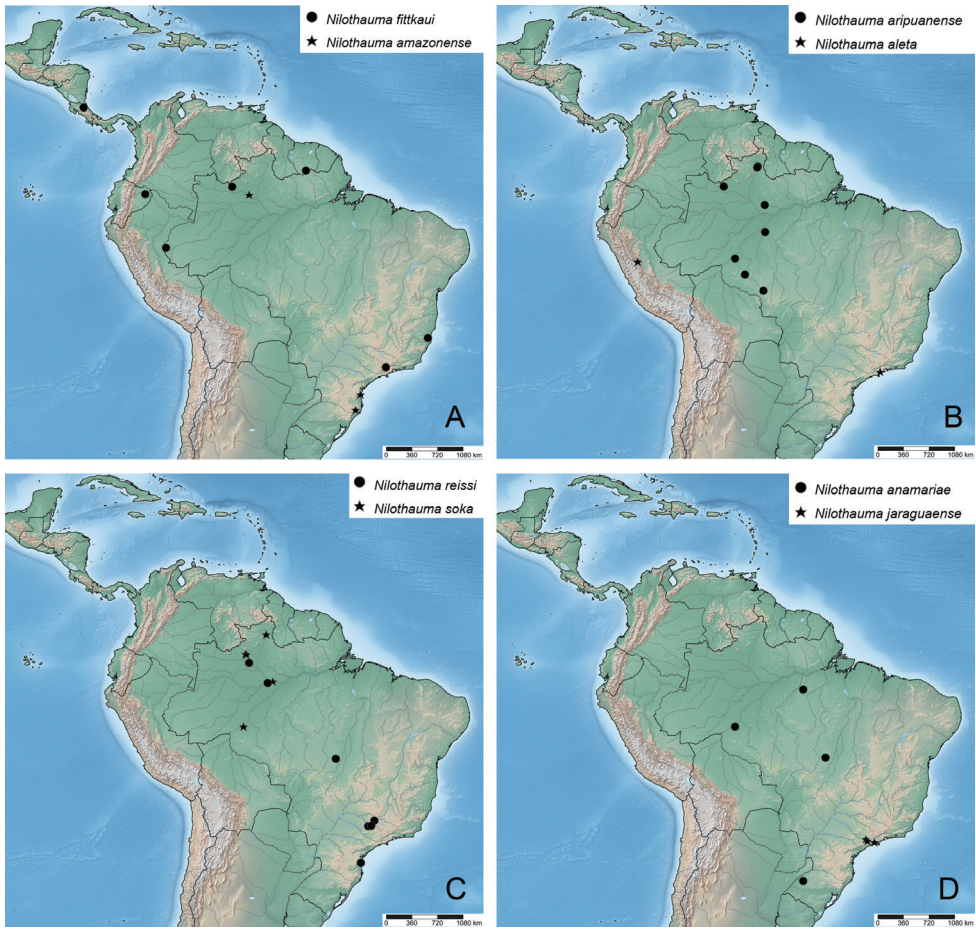 Nilothauma fittkaui
Nilothauma amazonense
A
0 360 720 1080 km
Nilothauma aripuanense
Nilothauma aleta
B
0 360 720 1080 km
Nilothauma reissi
Nilothauma soka
C
0 360 720 1080 km
Nilothauma anamariae
Nilothauma jaraguaense
D
0 360 720 1080 km